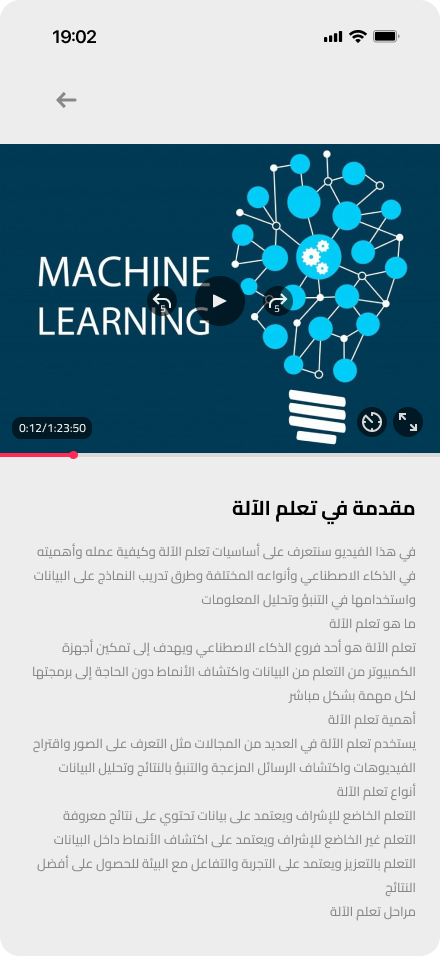 19:02
MACHINE
LEARNING
5
5
0:12/1:23:50
مقدمة في تعلم الآلة
في هذا الفيديو سنتعرف على أساسيات تعلم الآلة وكيفية عمله وأهميته
في الذكاء الاصطناعي وأنواعه المختلفة وطرق تدريب النماذج على البيانات
واستخدامها في التنبؤ وتحليل المعلومات
ما هو تعلم الآلة
تعلم الآلة هو أحد فروع الذكاء الاصطناعي ويهدف إلى تمكين أجهزة
الكمبيوتر من التعلم من البيانات واكتشاف الأنماط دون الحاجة إلى برمجتها
لكل مهمة بشكل مباشر
أهمية تعلم الآلة
يستخدم تعلم الآلة في العديد من المجالات مثل التعرف على الصور واقتراح
الفيديوهات واكتشاف الرسائل المزعجة والتنبؤ بالنتائج وتحليل البيانات
أنواع تعلم الآلة
التعلم الخاضع للإشراف ويعتمد على بيانات تحتوي على نتائج معروفة
التعلم غير الخاضع للإشراف ويعتمد على اكتشاف الأنماط داخل البيانات
التعلم بالتعزيز ويعتمد على التجربة والتفاعل مع البيئة للحصول على أفضل
النتائج
مراحل تعلم الآلة